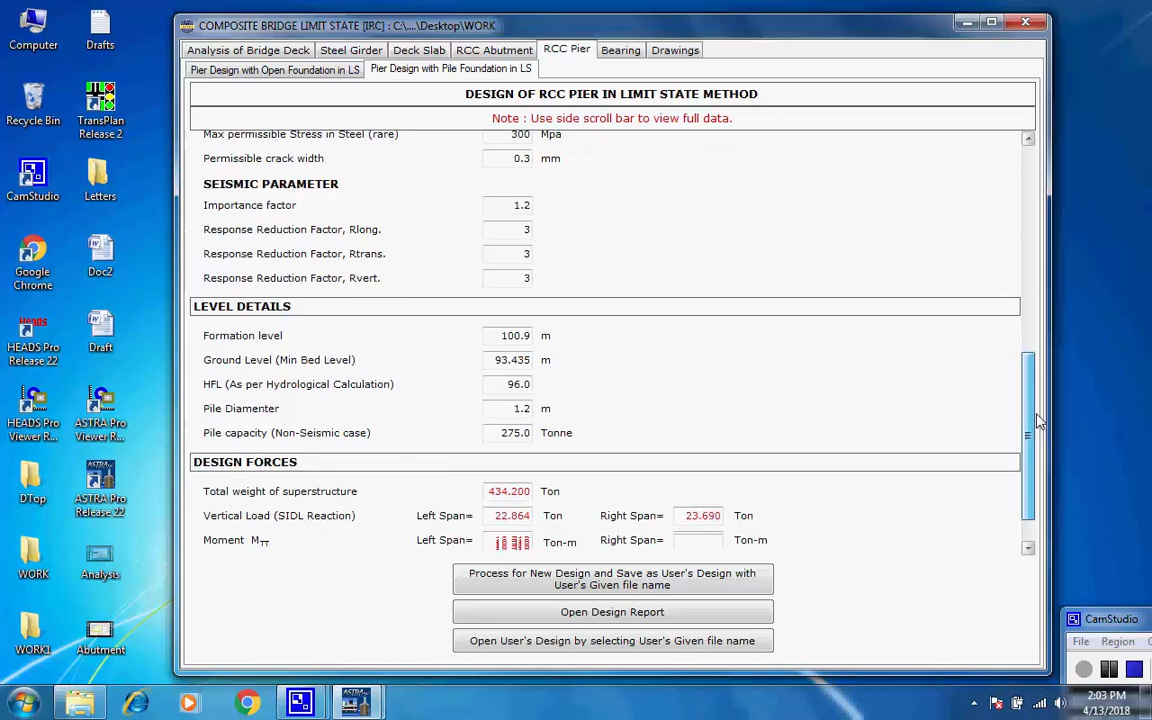 COMPOSITE BRIDGE LIMIT STATE [IRC] : C:\...\Desktop\WORK
Analysis of Bridge Deck Steel Girder Deck Slab RCC Abutment RCC Pier Bearing Drawings
Pier Design with Open Foundation in LS Pier Design with Pile Foundation in LS
DESIGN OF RCC PIER IN LIMIT STATE METHOD
Note : Use side scroll bar to view full data.
Max permissible Stress in Steel (rare) 300 Mpa
Permissible crack width 0.3 mm
SEISMIC PARAMETER
Importance factor 1.2
Response Reduction Factor, Rlong. 3
Response Reduction Factor, Rtrans. 3
Response Reduction Factor, Rvert. 3
LEVEL DETAILS
Formation level 100.9 m
Ground Level (Min Bed Level) 93.435 m
HFL (As per Hydrological Calculation) 96.0
Pile Diamenter 1.2 m
Pile capacity (Non-Seismic case) 275.0 Tonne
DESIGN FORCES
Total weight of superstructure 434.200 Ton
Vertical Load (SIDL Reaction) Left Span= 22.864 Ton Right Span= 23.690 Ton
Moment MTT Left Span= Ton-m Right Span= Ton-m
Process for New Design and Save as User's Design with
User's Given file name
Open Design Report
Open User's Design by selecting User's Given file name
Computer
Drafts
Recycle Bin
TransPlan
Release 2
CamStudio
Letters
Google
Chrome
Doc2
Heads
HEADS Pro
Release 22
Draft
HEADS Pro
Viewer R...
ASTRA Pro
Viewer R...
DTop
ASTRA
ASTRA Pro
Release 22
WORK
Analysis
WORK1
Abutment
CamStudio
File Region
ASTRA
2:03 PM
4/13/2018